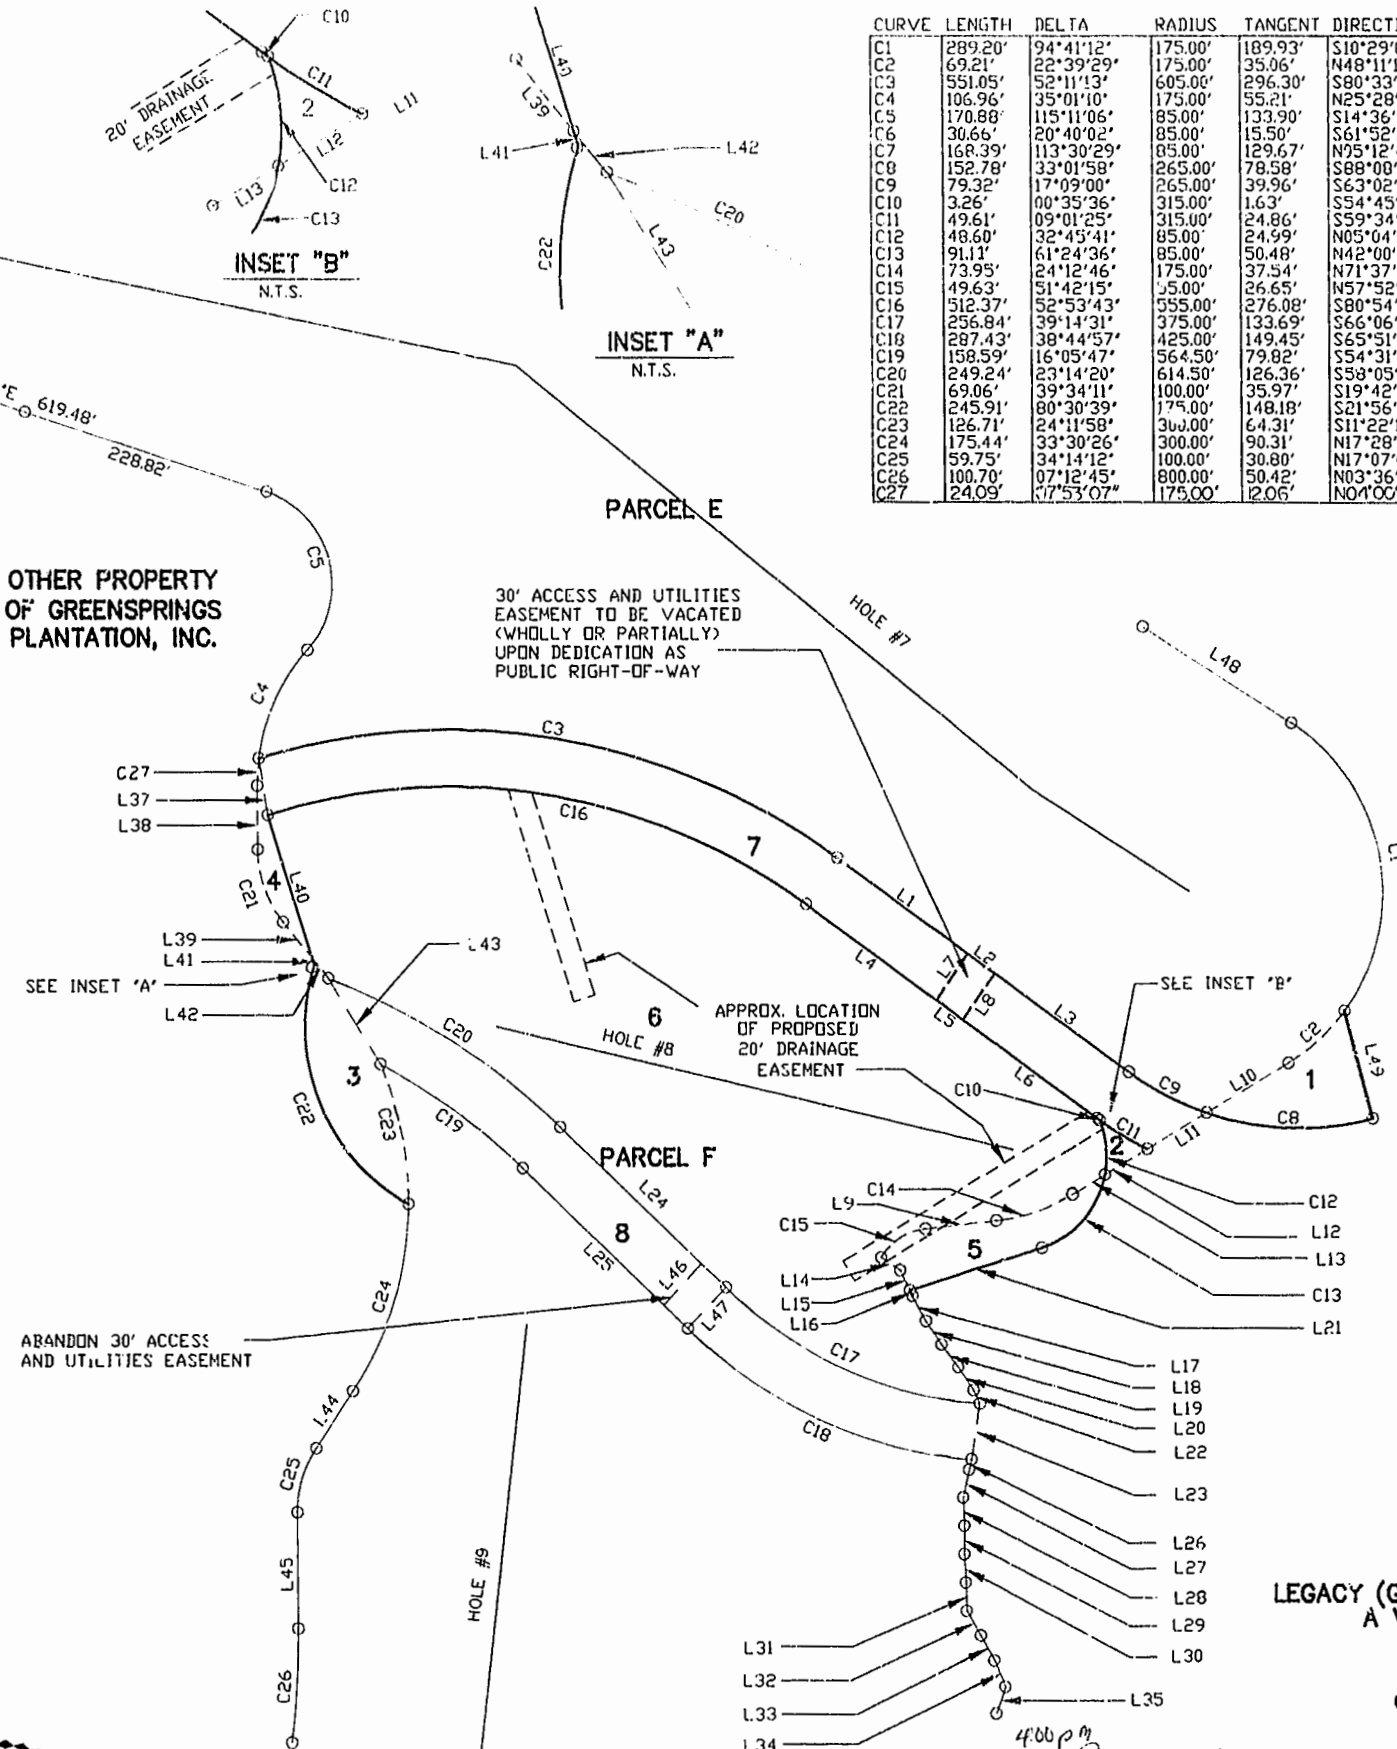 CURVE LENGTH DELTA RADIUS TANGENT
C1 289.20' 94°41'12" 175.00' 189.93'
C2 69.21' 22°39'29" 175.00' 35.06'
C3 551.05' 52°11'13" 605.00' 296.30'
C4 106.96' 35°01'10" 175.00' 55.21'
C5 170.88' 115°11'06" 85.00' 133.90'
C6 30.66' 20°40'02" 85.00' 15.50'
C7 168.39' 113°30'29" 85.00' 129.67'
C8 152.78' 33°01'58" 265.00' 78.58'
C9 79.32' 17°09'00" 265.00' 39.96'
C10 3.26' 00°35'36" 315.00' 1.63'
C11 49.61' 09°01'25" 315.00' 24.86'
C12 48.60' 32°45'41" 85.00' 24.99'
C13 91.11' 61°24'36" 85.00' 50.48'
C14 73.95' 24°12'46" 175.00' 37.54'
C15 49.63' 51°42'15" 26.65'
C16 512.37' 52°53'43" 555.00' 276.08'
C17 256.84' 39°14'31" 375.00' 133.69'
C18 287.43' 38°44'57" 425.00' 149.45'
C19 158.59' 16°05'47" 564.50' 79.82'
C20 249.24' 23°14'20" 614.50' 126.36'
C21 69.06' 39°34'11" 100.00' 35.97'
C22 245.91' 80°30'39" 175.00' 148.18'
C23 126.71' 24°11'58" 300.00' 64.31'
C24 175.44' 33°30'26" 300.00' 90.31'
C25 59.75' 34°14'12" 100.00' 30.80'
C26 100.70' 07°12'45" 800.00' 50.42'
C27 24.09' 175.00' 12.06'
C10
C11
2
L11
20' DRAINAGE
EASEMENT
L12
C12
L13
C13
INSET "B"
N.T.S.
L40
L39
L41
L42
C20
L43
C22
INSET "A"
N.T.S.
'E 619.48'
228.82'
PARCEL E
C5
OTHER PROPERTY
OF GREENSPRINGS
PLANTATION, INC.
30' ACCESS AND UTILITIES
EASEMENT TO BE VACATED
(WHOLLY OR PARTIALLY)
UPON DEDICATION AS
PUBLIC RIGHT-OF-WAY
HOLE #7
L48
C4
C3
C27
L37
L38
C16
7
4
L40
C21
L1
L39
L43
L41
SEE INSET "A"
L42
L4
L7
L2
L8
L5
L3
SEE INSET "B"
6
HOLE #8
APPROX. LOCATION
OF PROPOSED
20' DRAINAGE
EASEMENT
C20
L6
C10
C9
L10
C2
1
L49
C8
C11
L11
2
3
C22
C23
C19
PARCEL F
L24
8
L25
C14
L9
C15
5
C12
L12
L13
C13
L21
L14
L15
L16
C24
L46
L47
ABANDON 30' ACCESS
AND UTILITIES EASEMENT
C17
L17
L18
L19
L20
L22
L23
L44
C18
C25
L26
L27
L28
L29
L30
L45
HOLE #9
LEGACY (G
L31
L32
L33
L34
L35
C26
4:00 pm